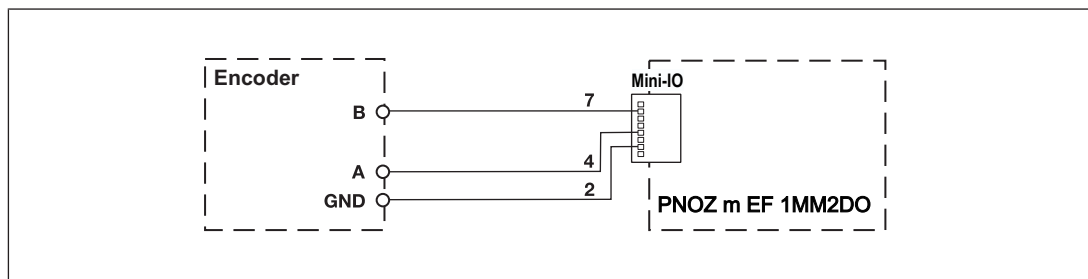 Encoder
Mini-IO
B
7
A
4
GND
2
PNOZ m EF 1MM2DO